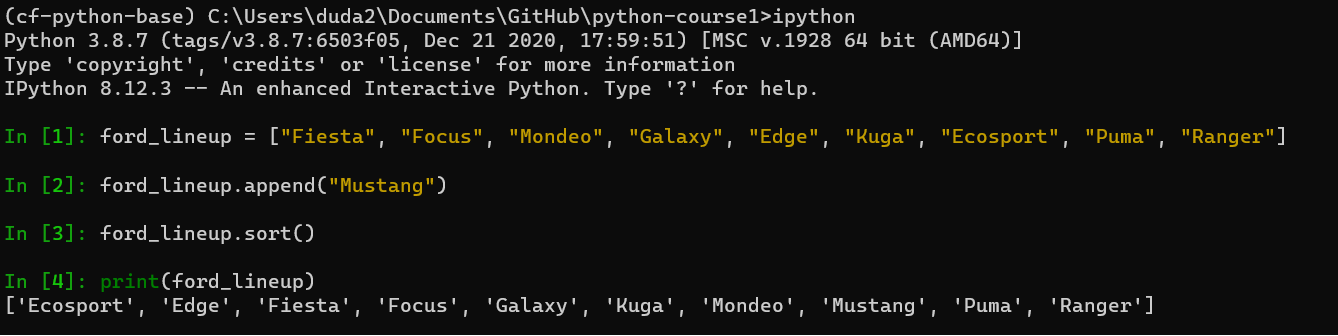 (cf-python-base) C:\Users\duda2\Documents\GitHub\python-course1>ipython
Python 3.8.7 (tags/v3.8.7:6503f05, Dec 21 2020, 17:59:51) [MSC v.1928 64 bit (AMD64)]
Type 'copyright', 'credits' or 'license' for more information
IPython 8.12.3 -- An enhanced Interactive Python. Type '?' for help.
In [1]: ford_lineup = ["Fiesta", "Focus", "Mondeo", "Galaxy", "Edge", "Kuga", "Ecosport", "Puma", "Ranger"]
In [2]: ford_lineup.append("Mustang")
In [3]: ford_lineup.sort()
In [4]: print(ford_lineup)
['Ecosport', 'Edge', 'Fiesta', 'Focus', 'Galaxy', 'Kuga', 'Mondeo', 'Mustang', 'Puma', 'Ranger']